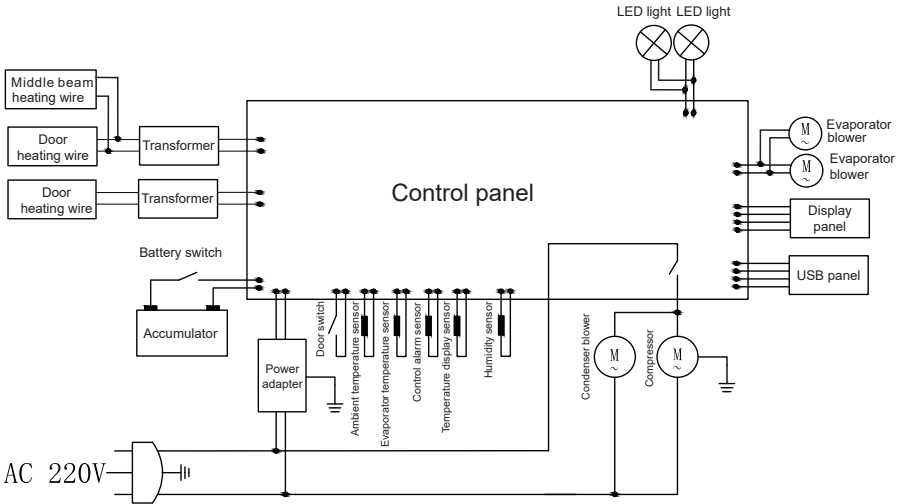 LED light LED light
Middle beam
heating wire
Door
heating wire
Transformer
Door
heating wire
Transformer
Control panel
M
~
Evaporator
blower
M
~
Evaporator
blower
Display
panel
USB panel
Battery switch
Accumulator
Power
adapter
Door switch
Ambient temperature sensor
Evaporator temperature sensor
Control alarm sensor
Temperature display sensor
Humidity sensor
Condenser blower
M
~
Compressor
M
~
AC 220V